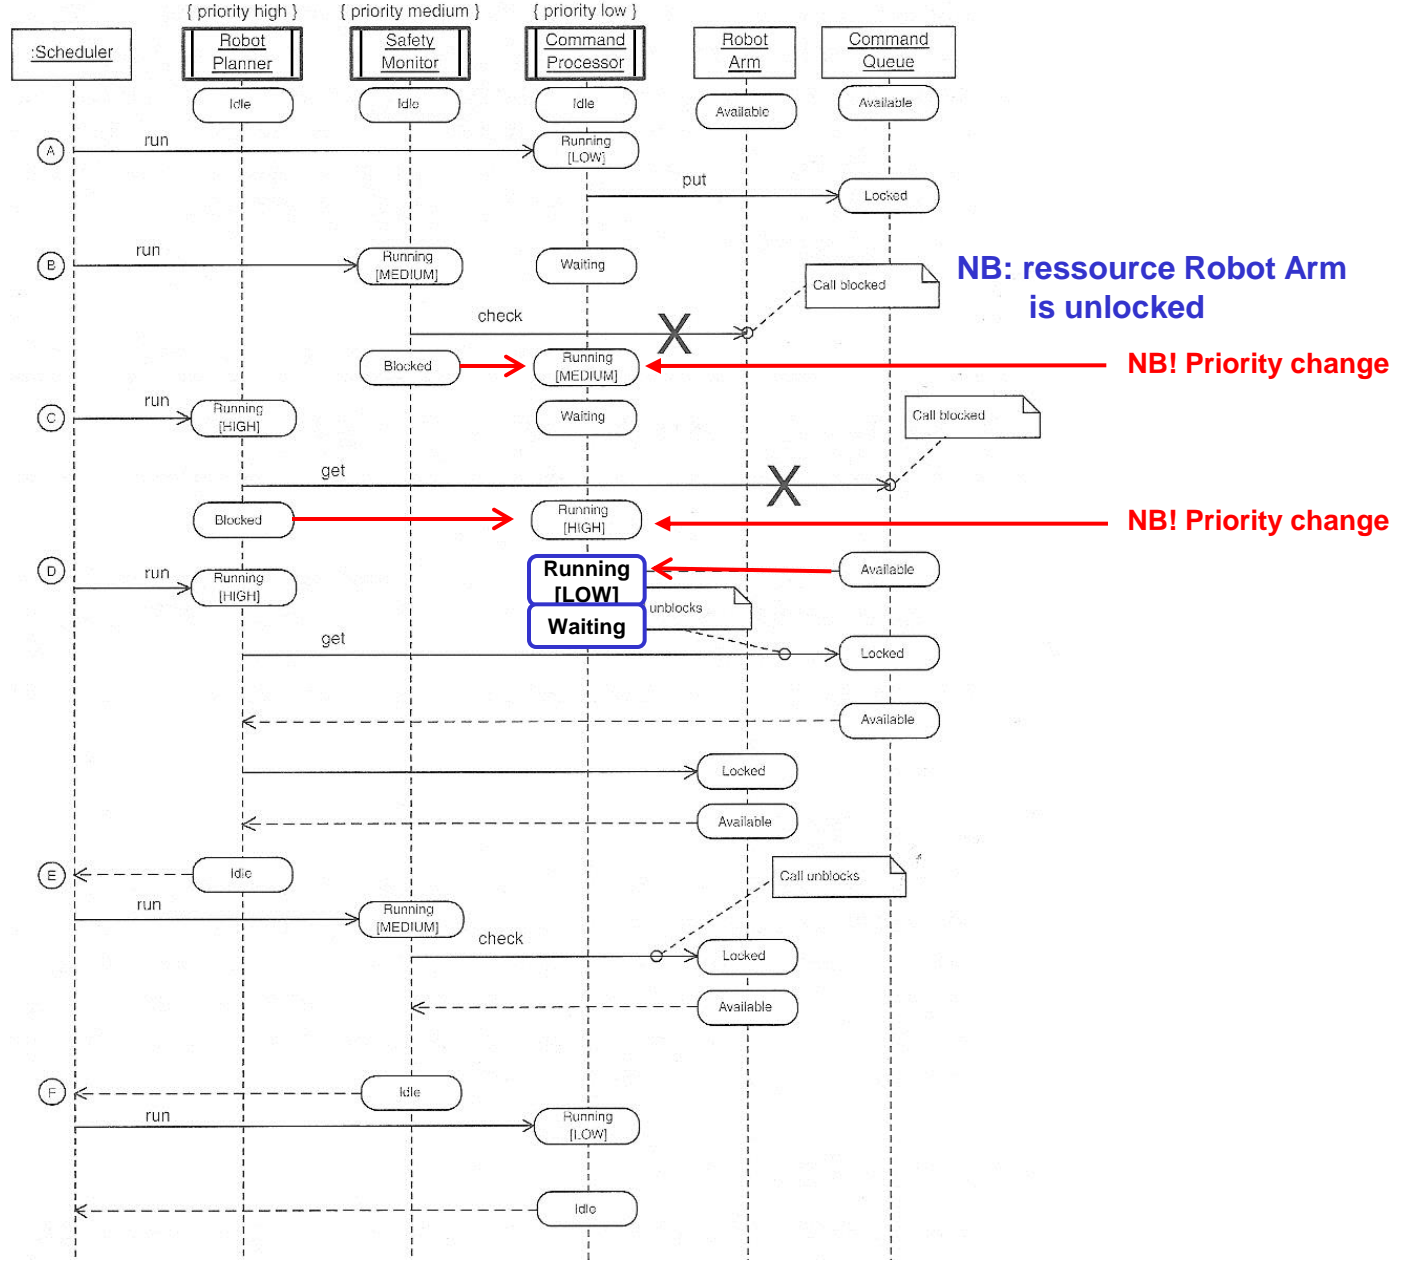 { priority high } { priority medium } { priority low }
:Scheduler
Robot
Planner
Safety
Monitor
Command
Processor
Robot
Arm
Command
Queue
Idle
Idle
Idle
Available
Available
A
run
Running
[LOW]
put
Locked
B
run
Running
[MEDIUM]
Waiting
Call blocked
NB: ressource Robot Arm
is unlocked
check
X
Blocked
Running
[MEDIUM]
NB! Priority change
C
run
Running
[HIGH]
Waiting
Call blocked
get
X
Blocked
Running
[HIGH]
NB! Priority change
D
run
Running
[HIGH]
Running
[LOW]
Available
unblocks
Waiting
get
Locked
Available
Locked
Available
E
Idle
Call unblocks
run
Running
[MEDIUM]
check
Locked
Available
F
Idle
run
Running
[LOW]
Idle